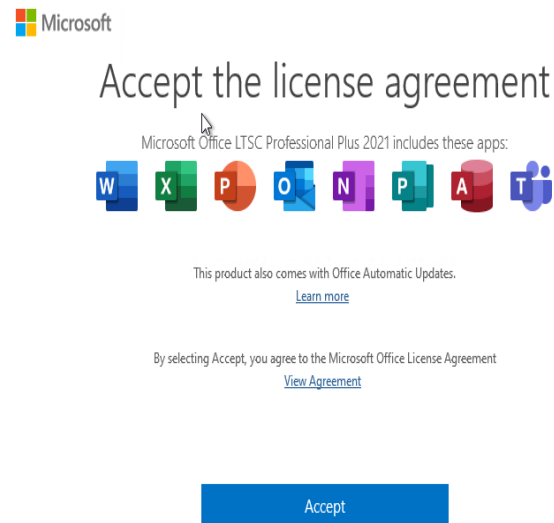 Microsoft
Accept the license agreement
Microsoft Office LTSC Professional Plus 2021 includes these apps:
W X P O N P A T
This product also comes with Office Automatic Updates.
Learn more
By selecting Accept, you agree to the Microsoft Office License Agreement
View Agreement
Accept